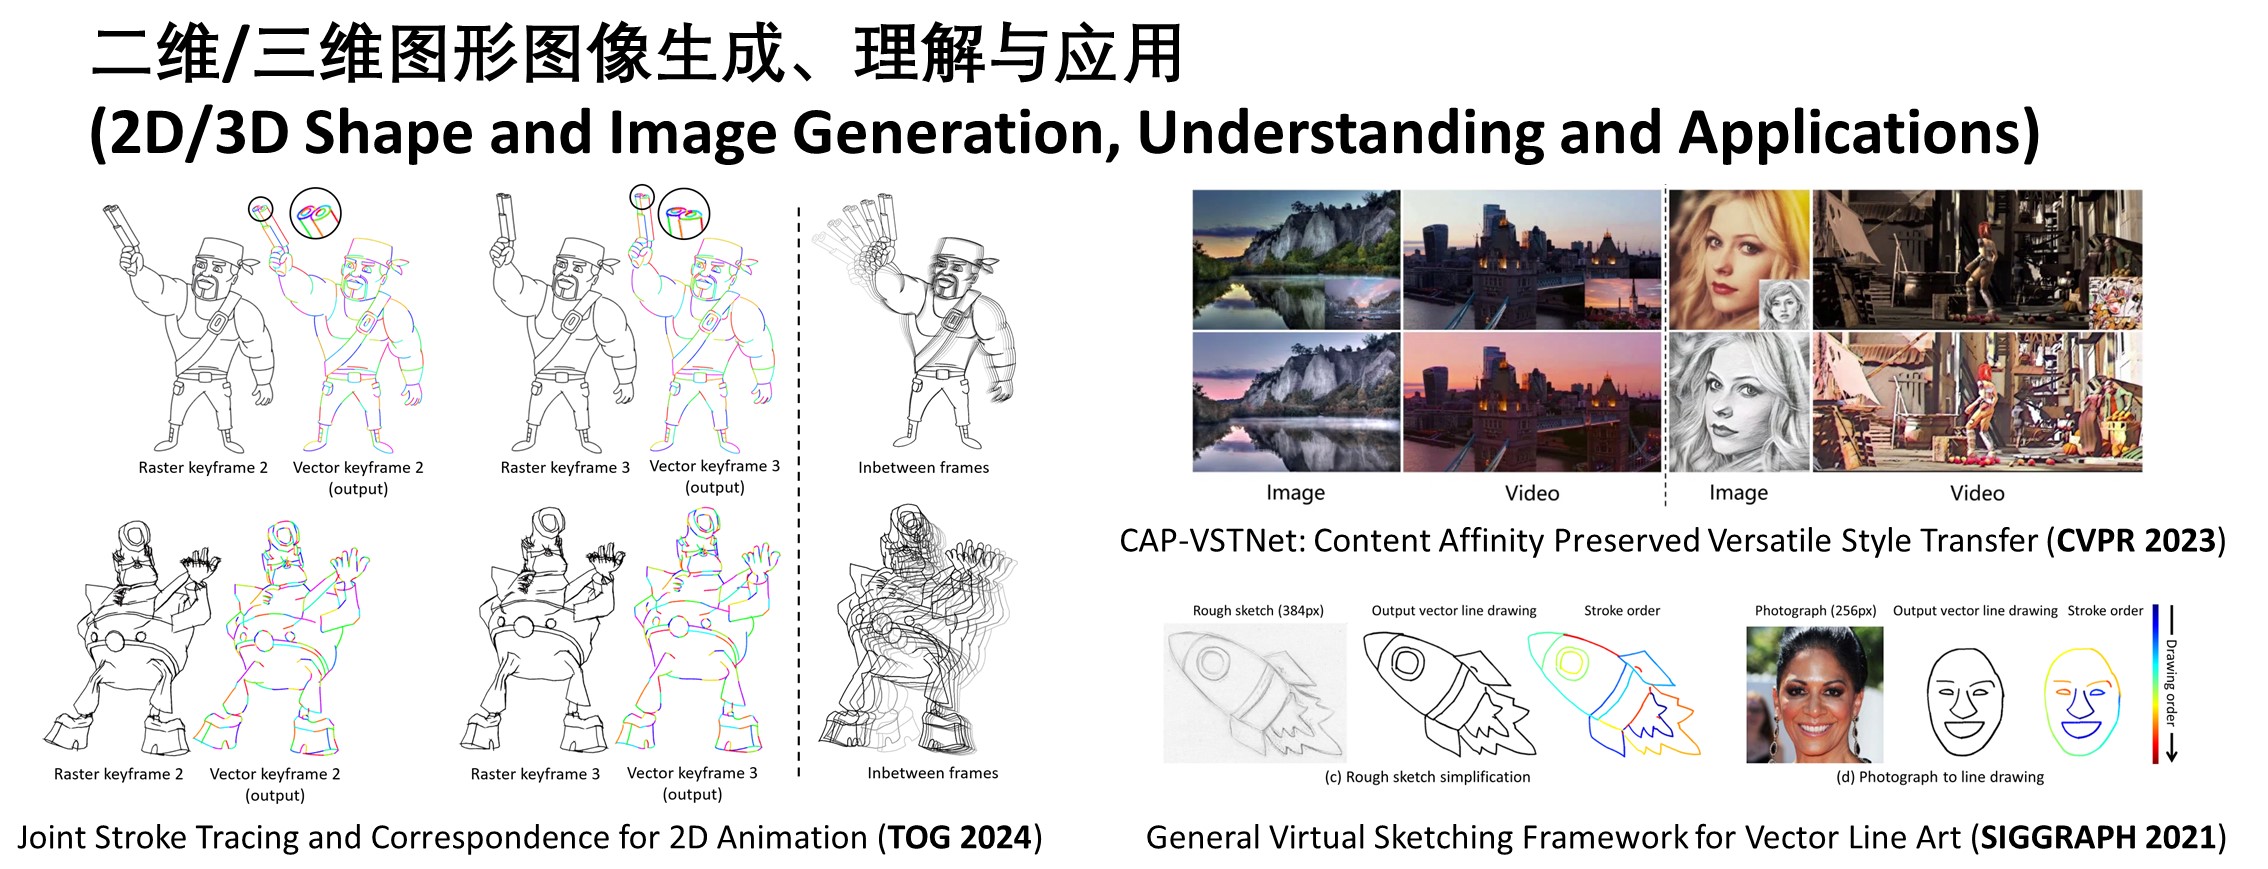 二维/三维图形图像生成、理解与应用
(2D/3D Shape and Image Generation, Understanding and Applications)
Raster keyframe 2
Vector keyframe 2
(output)
Raster keyframe 3
Vector keyframe 3
(output)
Inbetween frames
Raster keyframe 2
Vector keyframe 2
(output)
Raster keyframe 3
Vector keyframe 3
(output)
Inbetween frames
Joint Stroke Tracing and Correspondence for 2D Animation (TOG 2024)
Image
Video
Image
Video
CAP-VSTNet: Content Affinity Preserved Versatile Style Transfer (CVPR 2023)
Rough sketch (384px)
Output vector line drawing
Stroke order
Photograph (256px)
Output vector line drawing
Stroke order
Drawing order
(c) Rough sketch simplification
(d) Photograph to line drawing
General Virtual Sketching Framework for Vector Line Art (SIGGRAPH 2021)